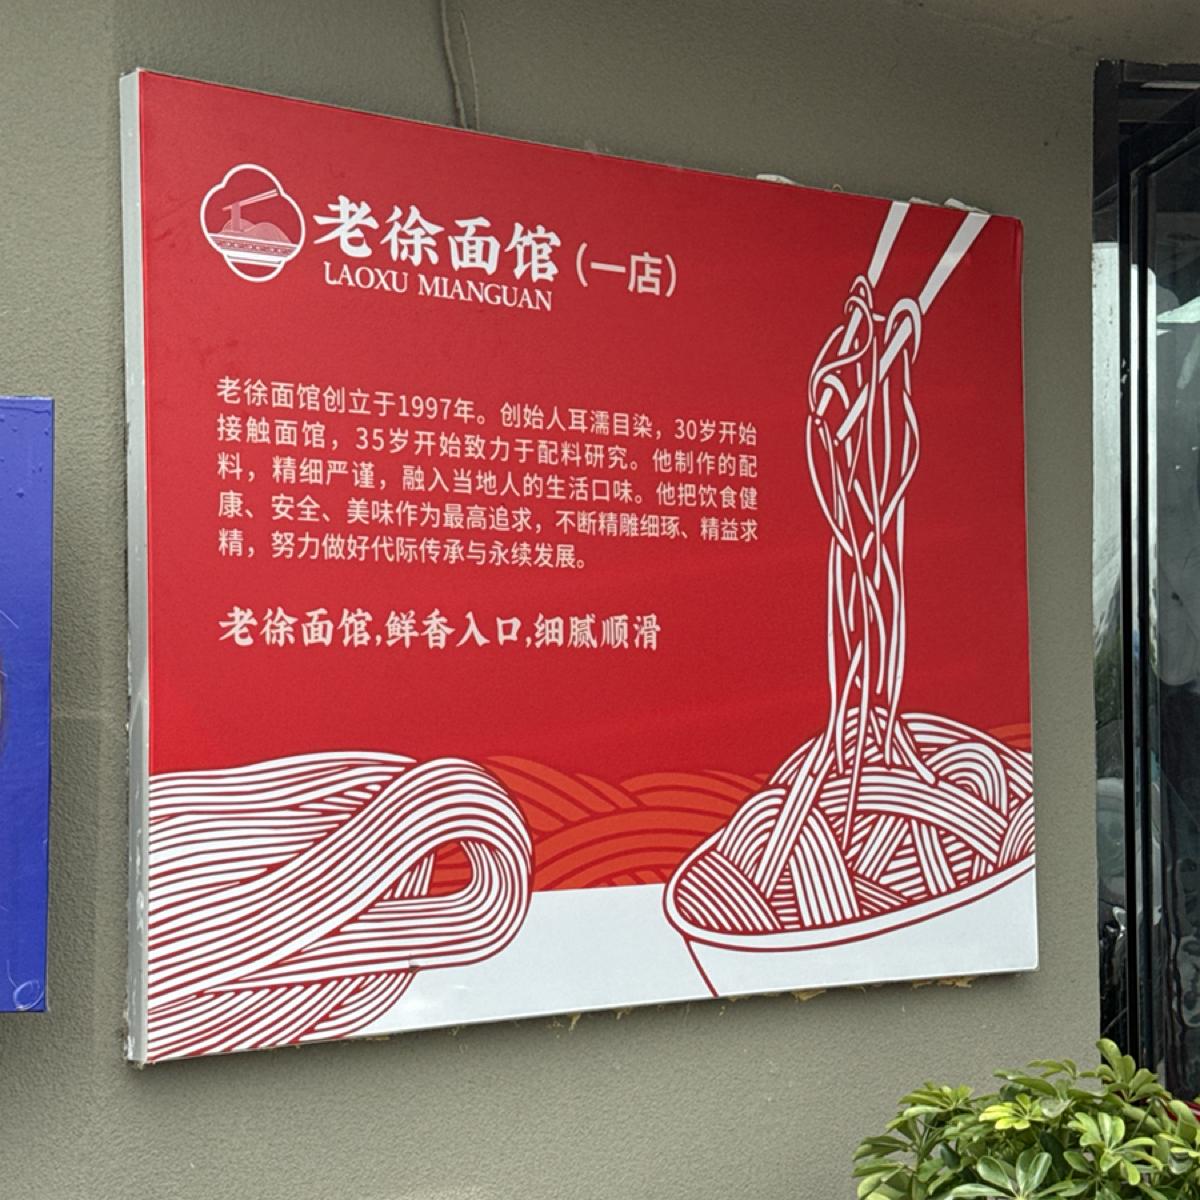 老徐面馆(一店)
LAOXU MIANGUAN
老徐面馆创立于1997年。创始人耳濡目染，30岁开始
接触面馆，35岁开始致力于配料研究。他制作的配
料，精细严谨，融入当地人的生活口味。他把饮食健
康、安全、美味作为最高追求，不断精雕细琢、精益求
精，努力做好代际传承与永续发展。
老徐面馆,鲜香入口,细腻顺滑